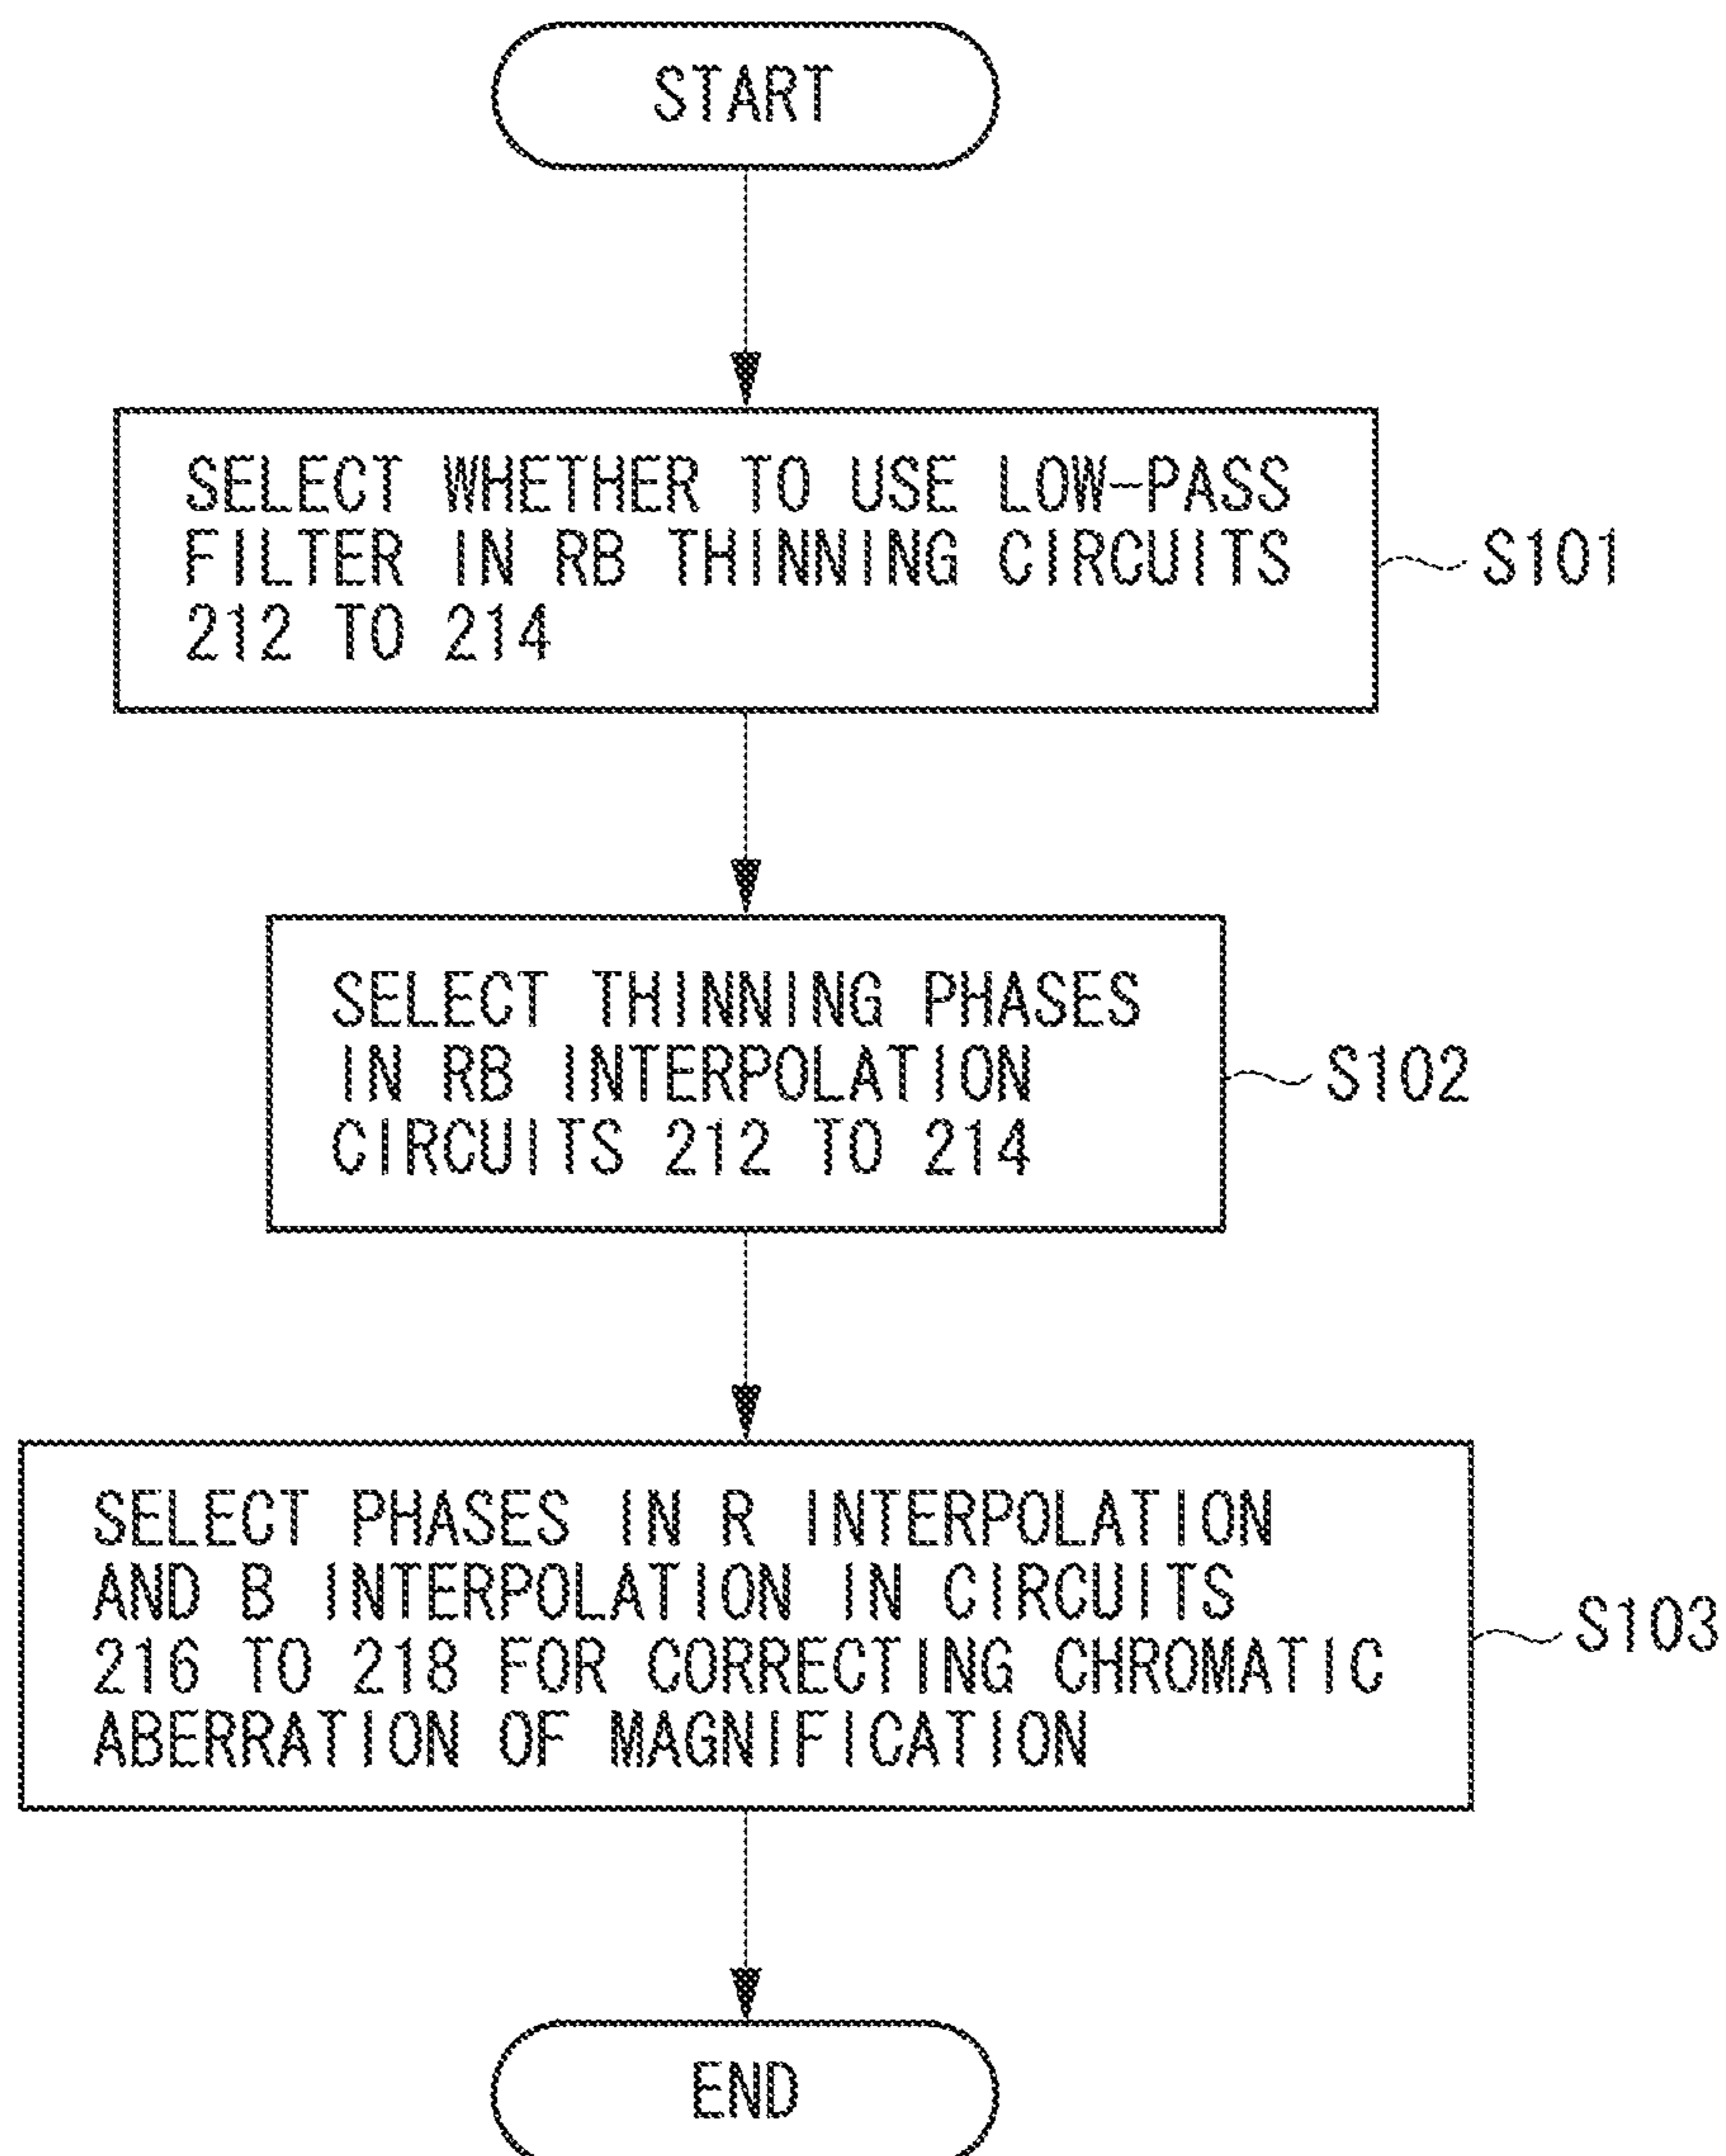 START
SELECT WHETHER TO USE LOW-PASS
FILTER IN RB THINNING CIRCUITS
212 TO 214
S101
SELECT THINNING PHASES
IN RB INTERPOLATION
CIRCUITS 212 TO 214
S102
SELECT PHASES IN R INTERPOLATION
AND B INTERPOLATION IN CIRCUITS
216 TO 218 FOR CORRECTING CHROMATIC
ABERRATION OF MAGNIFICATION
S103
END